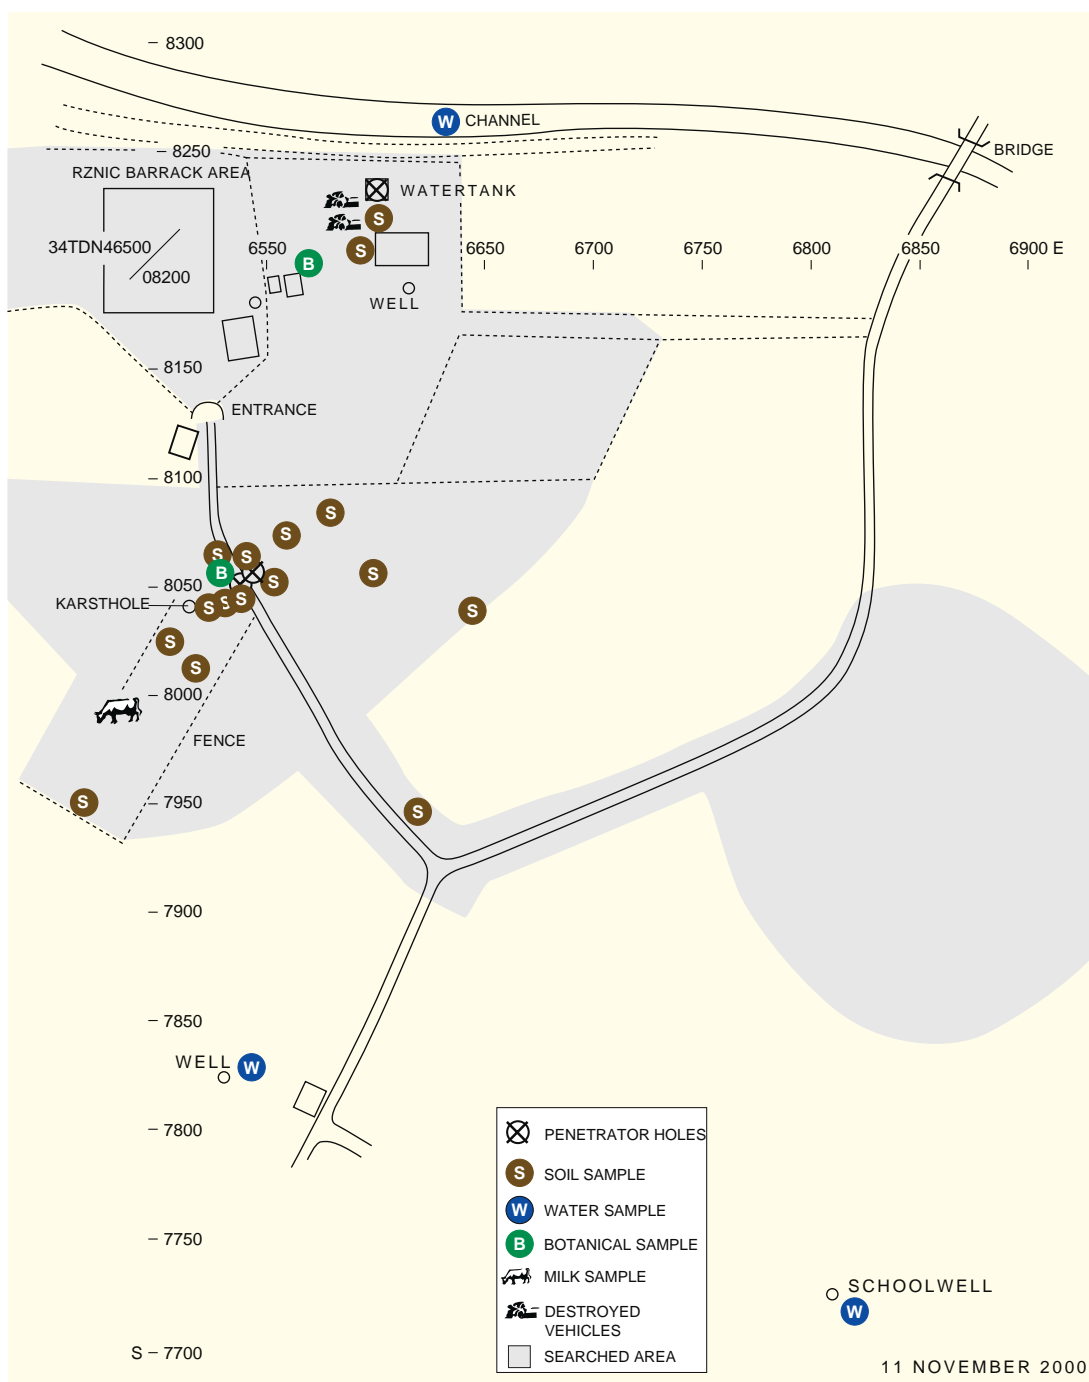 – 8300
W CHANNEL
– 8250
BRIDGE
RZNIC BARRACK AREA
WATERTANK
S
34TDN46500
6550
S
6650
6700
6750
6800
6850
6900 E
B
08200
WELL
– 8150
ENTRANCE
– 8100
S
S
S
S
B
S
S
– 8050
KARSTHOLE
S
S
S
S
S
S
– 8000
FENCE
– 7950
S
S
– 7900
– 7850
WELL
W
– 7800
PENETRATOR HOLES
S SOIL SAMPLE
W WATER SAMPLE
B BOTANICAL SAMPLE
MILK SAMPLE
DESTROYED
VEHICLES
SEARCHED AREA
– 7750
SCHOOLWELL
W
S – 7700
11 NOVEMBER 2000